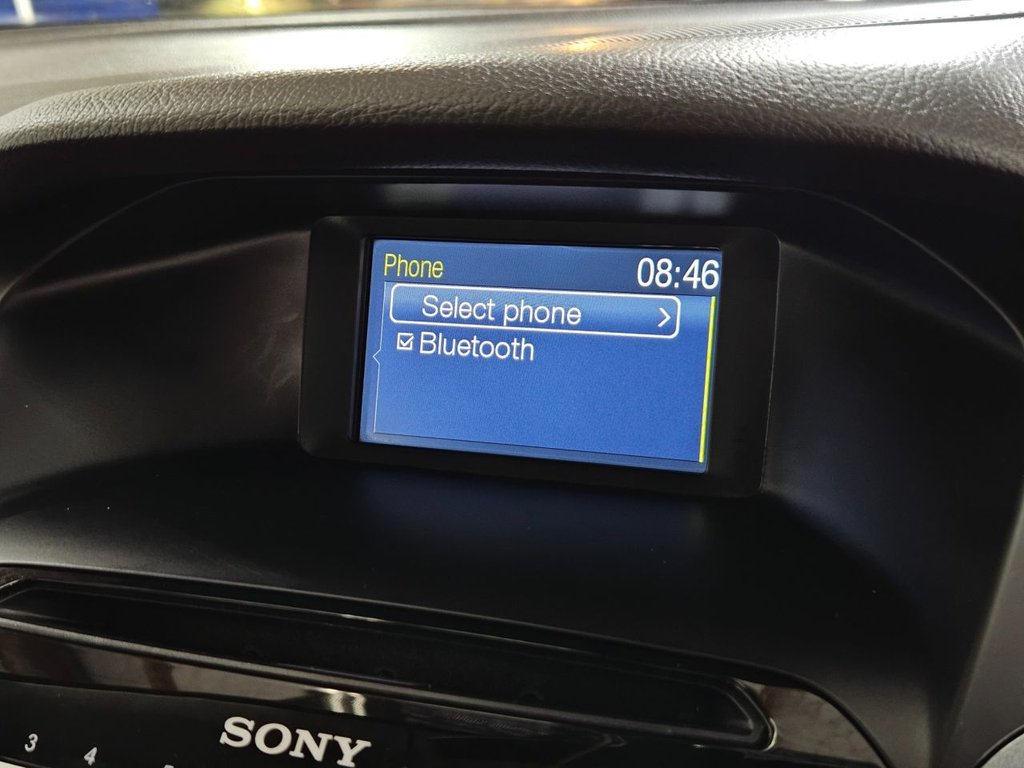 Phone 08:46
Select phone >
Bluetooth
SONY
3 4